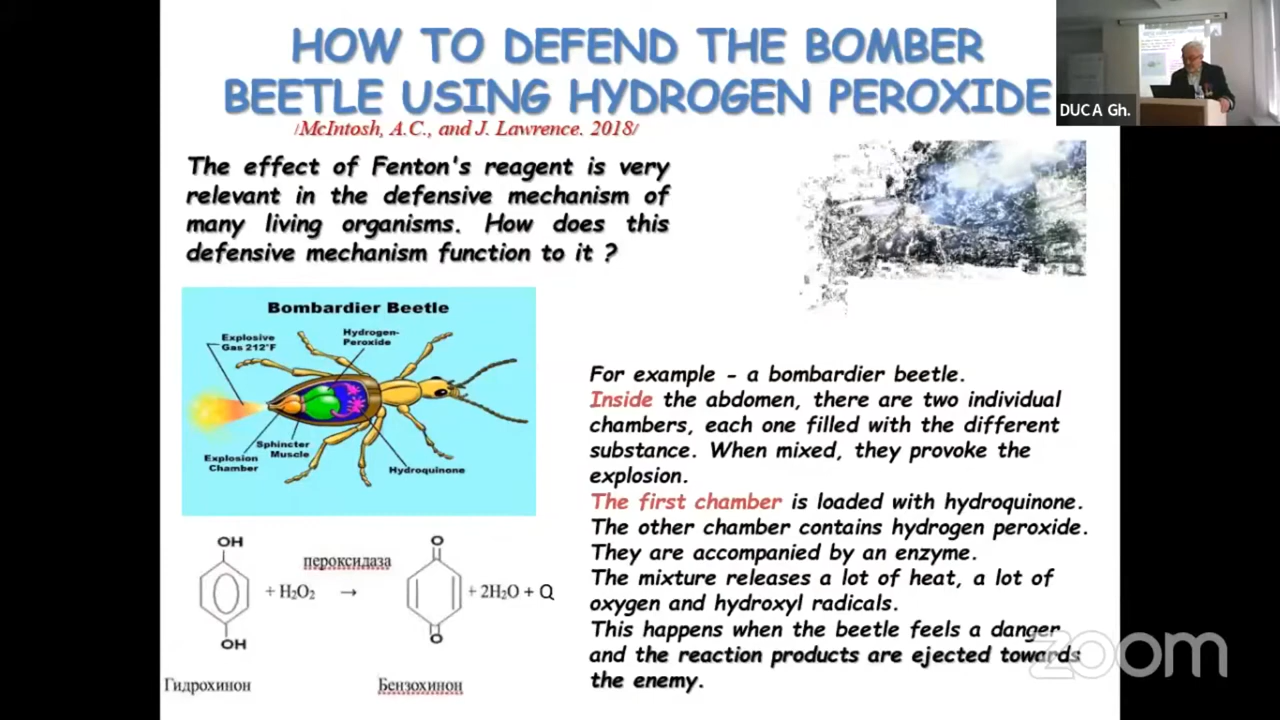 HOW TO DEFEND THE BOMBER
BEETLE USING HYDROGEN PEROXIDE
/McIntosh, A.C., and J. Lawrence. 2018/
DUCA Gh.
The effect of Fenton's reagent is very
relevant in the defensive mechanism of
many living organisms. How does this
defensive mechanism function to it ?
Bombardier Beetle
Explosive
Gas 212°F
Hydrogen-
Peroxide
Sphincter
Muscle
Explosion
Chamber
Hydroquinone
OH
пероксидаза
+ H₂O₂ →
OH
O
+ 2H₂O + Q
O
Гидрохинон
Бензохинон
For example - a bombardier beetle.
Inside the abdomen, there are two individual
chambers, each one filled with the different
substance. When mixed, they provoke the
explosion.
The first chamber is loaded with hydroquinone.
The other chamber contains hydrogen peroxide.
They are accompanied by an enzyme.
The mixture releases a lot of heat, a lot of
oxygen and hydroxyl radicals.
This happens when the beetle feels a danger
and the reaction products are ejected towards
the enemy.
zoom